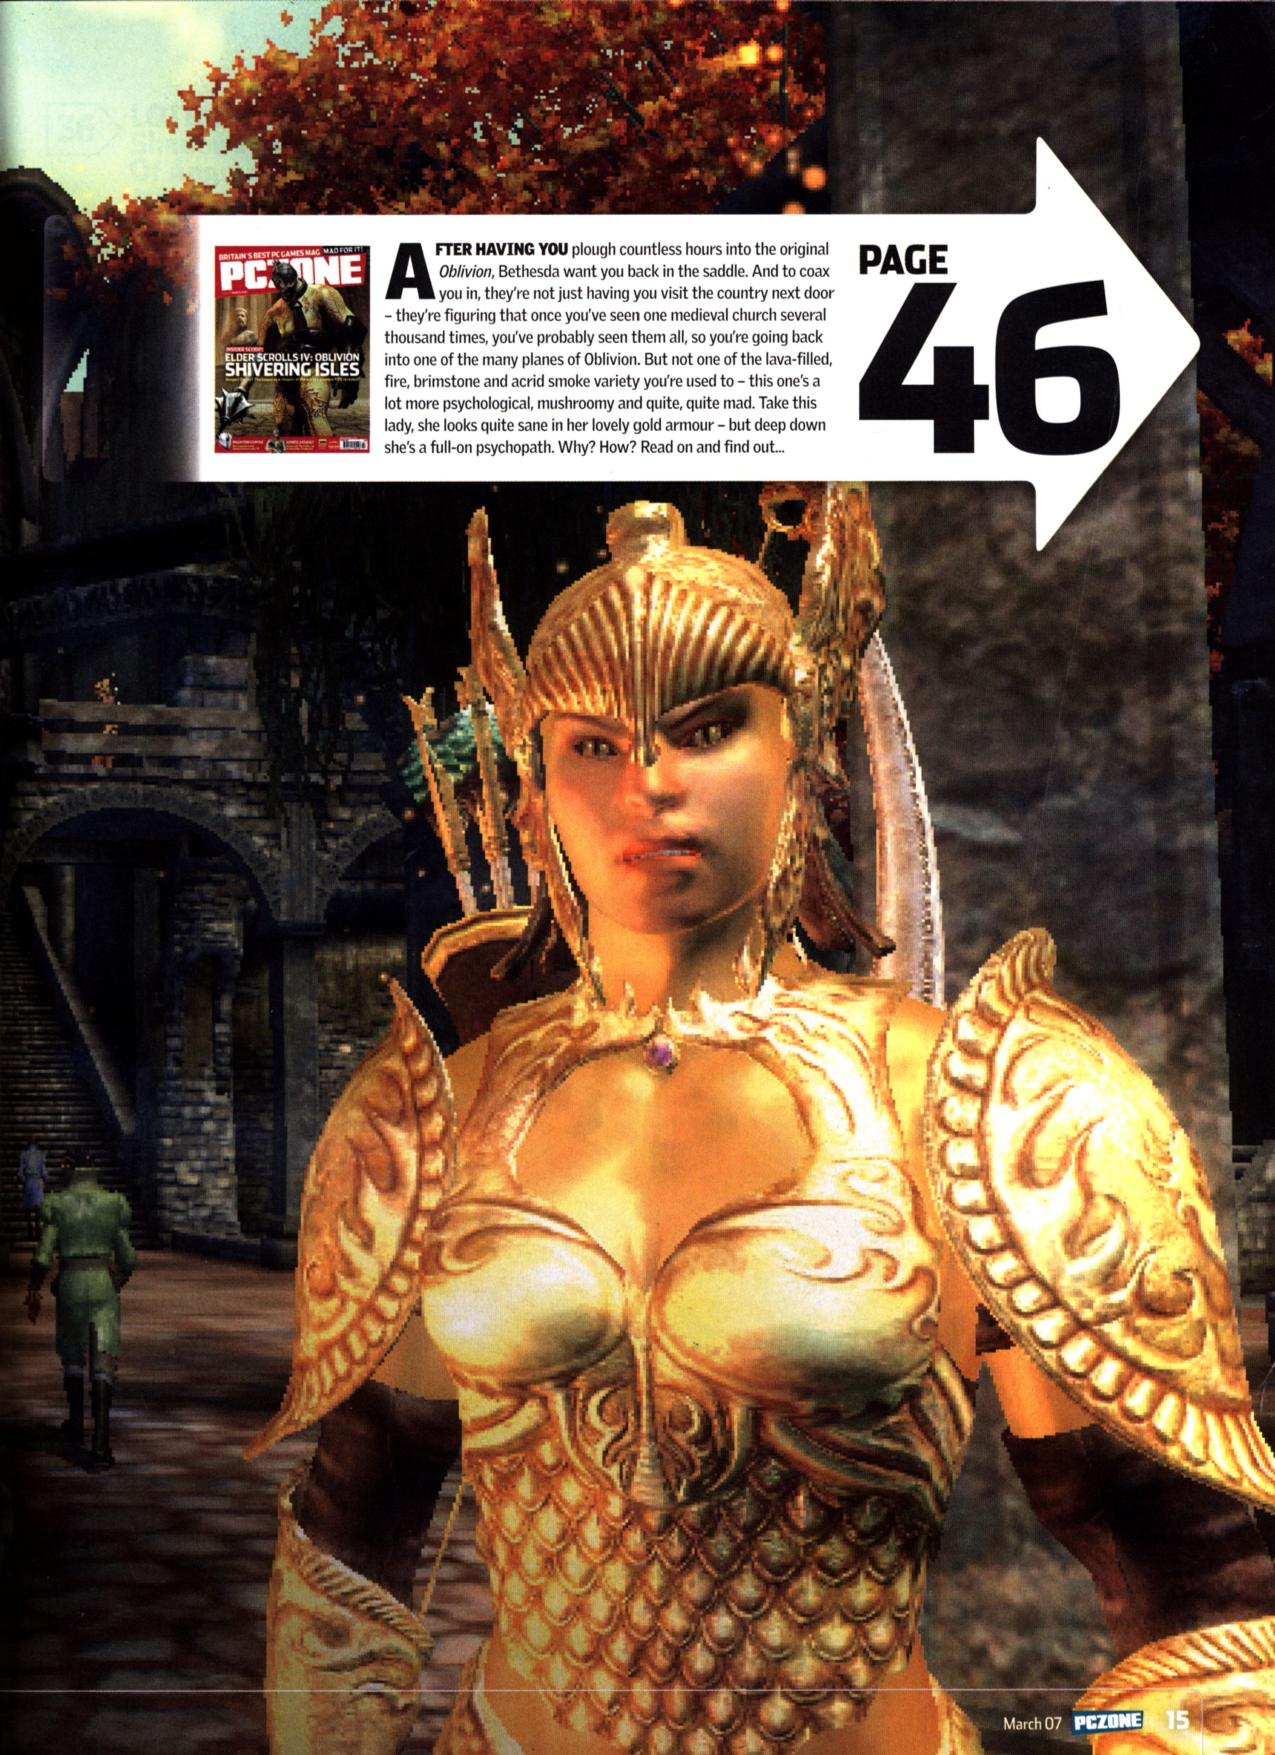 BRITAIN'S BEST PC GAMES MAG MAD FOR IT!
PCZONE
ELDER SCROLLS IV: OBLIVION
SHIVERING ISLES
AFTER HAVING YOU plough countless hours into the original
Oblivion, Bethesda want you back in the saddle. And to coax
you in, they're not just having you visit the country next door
– they're figuring that once you've seen one medieval church several
thousand times, you've probably seen them all, so you're going back
into one of the many planes of Oblivion. But not one of the lava-filled,
fire, brimstone and acrid smoke variety you're used to – this one's a
lot more psychological, mushroomy and quite, quite mad. Take this
lady, she looks quite sane in her lovely gold armour – but deep down
she's a full-on psychopath. Why? How? Read on and find out...
PAGE
46
March 07 PCZONE 15